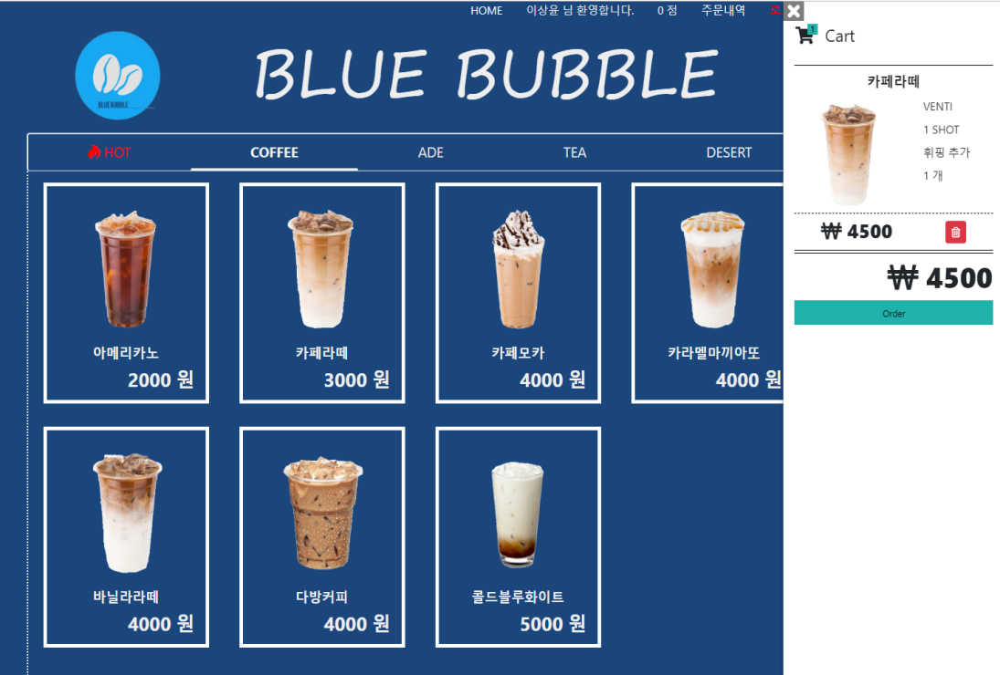 HOME 이상윤 님 환영합니다. 0 점 주문내역 로
1 Cart
BLUE BUBBLE
BLUE BUBBLE
HOT COFFEE ADE TEA DESERT
아메리카노
2000 원
카페라떼
3000 원
카페모카
4000 원
카라멜마끼아또
4000 원
바닐라라떼
4000 원
다방커피
4000 원
콜드블루화이트
5000 원
카페라떼
VENTI
1 SHOT
휘핑 추가
1 개
₩ 4500
₩ 4500
Order